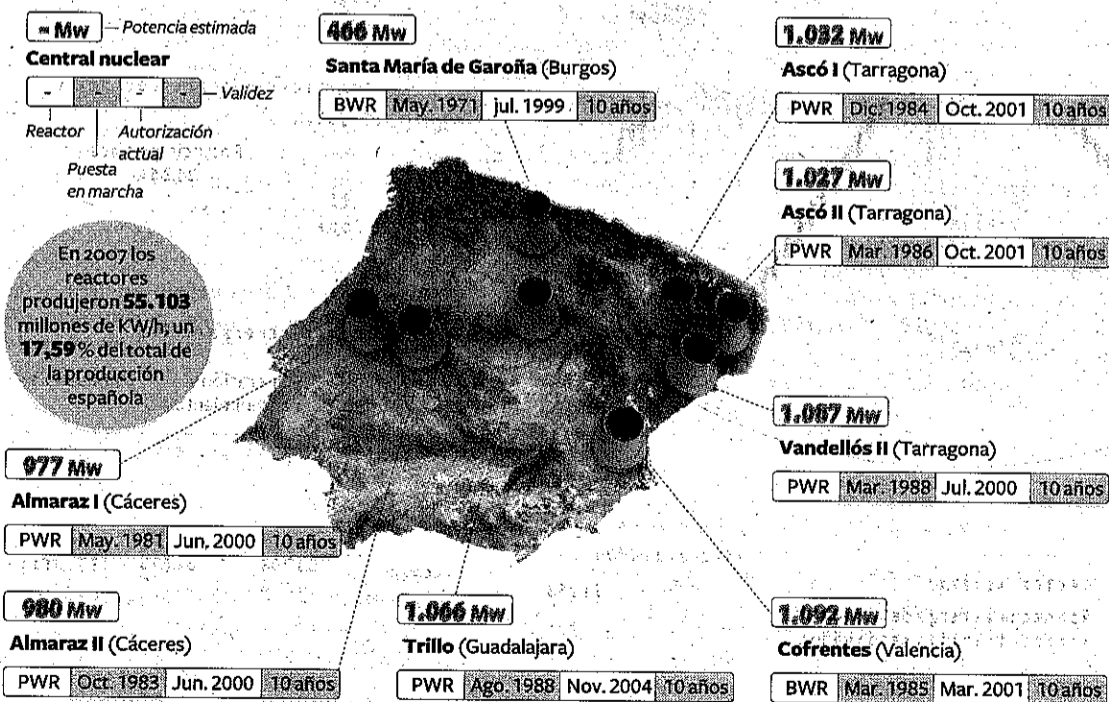 = Mw
Potencia estimada
Central nuclear
- - - -
Validez
Reactor
Autorización
actual
Puesta
en marcha
466 Mw
Santa María de Garoña (Burgos)
BWR May. 1971 jul. 1999 10 años
1.032 Mw
Ascó I (Tarragona)
PWR Dic. 1984 Oct. 2001 10 años
1.027 Mw
Ascó II (Tarragona)
PWR Mar. 1986 Oct. 2001 10 años
En 2007 los
reactores
produjeron 55.103
millones de KW/h, un
17,59% del total de
la producción
española
1.087 Mw
Vandellós II (Tarragona)
PWR Mar. 1988 Jul. 2000 10 años
977 Mw
Almaraz I (Cáceres)
PWR May. 1981 Jun. 2000 10 años
980 Mw
Almaraz II (Cáceres)
PWR Oct. 1983 Jun. 2000 10 años
1.066 Mw
Trillo (Guadalajara)
PWR Ago. 1988 Nov. 2004 10 años
1.092 Mw
Cofrentes (Valencia)
BWR Mar. 1985 Mar. 2001 10 años